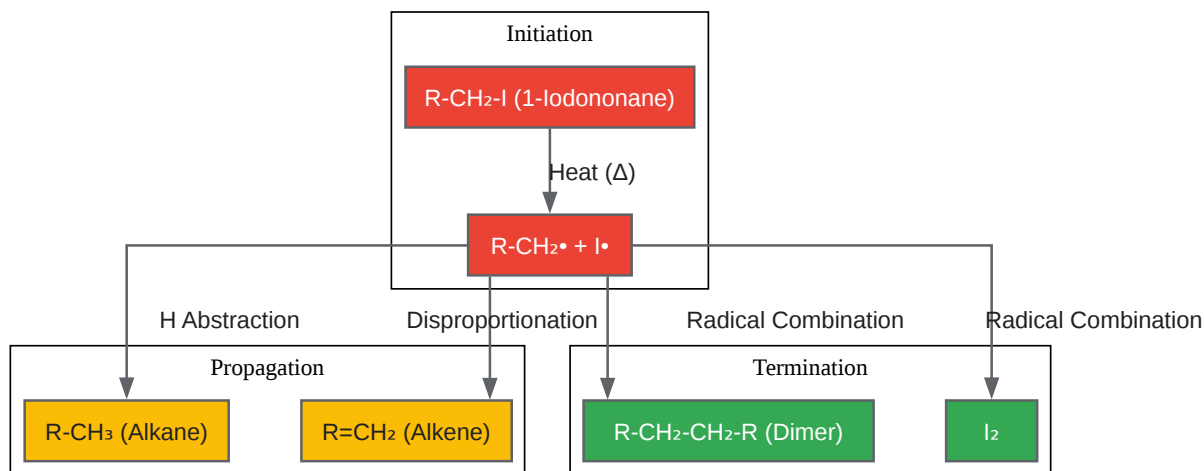 Initiation
R-CH₂-I (1-Iodononane)
Heat (Δ)
R-CH₂• + I•
H Abstraction
Disproportionation
Radical Combination
Radical Combination
Propagation
Termination
R-CH₃ (Alkane)
R=CH₂ (Alkene)
R-CH₂-CH₂-R (Dimer)
I₂